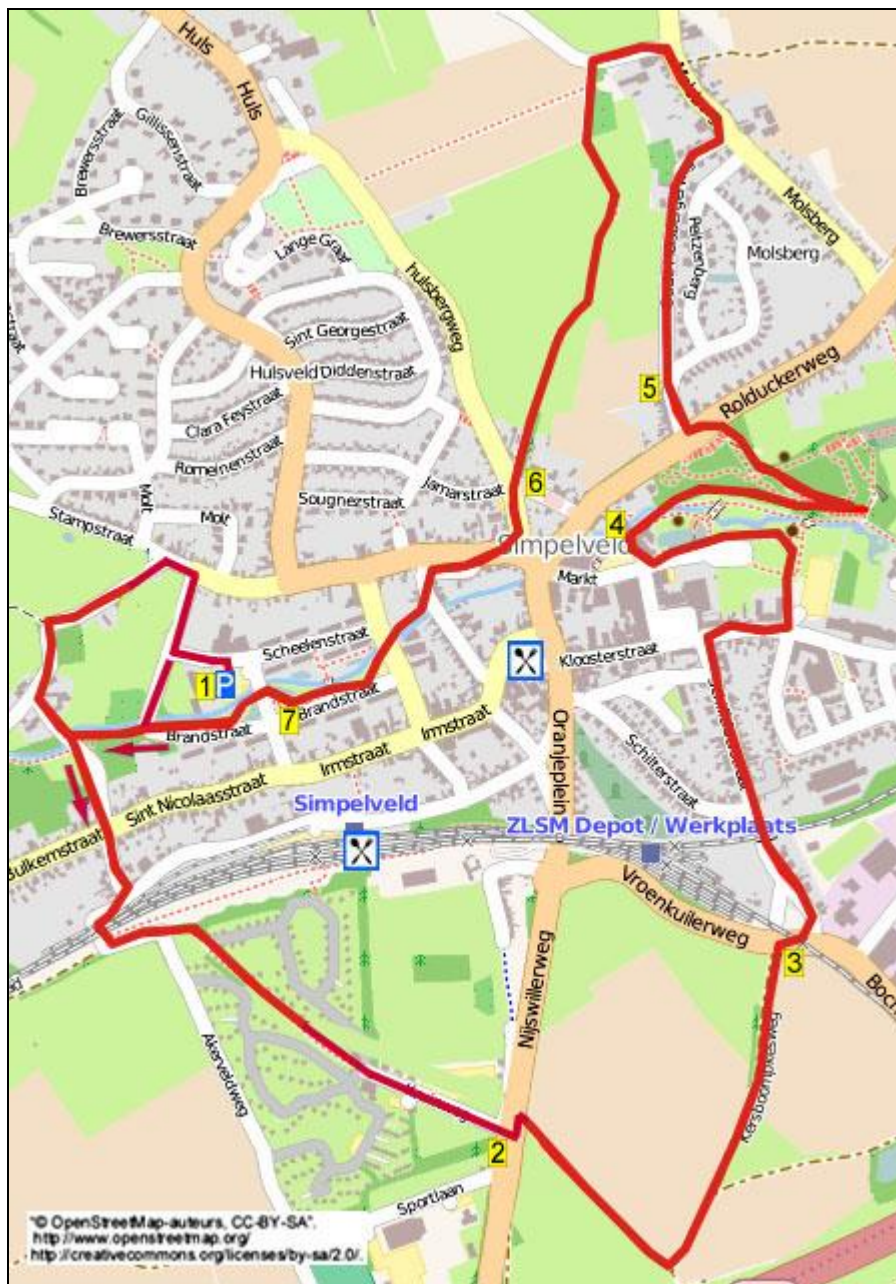 Huls
Huls
Gillissenstraat
Brewersstraat
Brewersstraat
Lange Graaf
hulsbergweg
Molsberg
Molsberg
Peitzenberg
Sint Georgestraat
Hulsveld
Diddenstraat
Clara Feystraat
Romeinenstraat
Rolduckerweg
5
Jamarstraat
6
Molt
Molt
Sougnezstraat
Stampstraat
4
Simpelveld
Markt
Scheelenstraat
Kloosterstraat
1
P
7
Brandstraat
Brandstraat
Irmstraat
Irmstraat
Sint Nicolaasstraat
Oranjeplein
Schifterstraat
Simpelveld
ZLSM Depot / Werkplaats
Bulkemstraat
Vroenkuilerweg
3
Nijswillerweg
Akerveldweg
2
Sportlaan
"© OpenStreetMap-auteurs, CC-BY-SA".
http://www.openstreetmap.org/
http://creativecommons.org/licenses/by-sa/2.0/.